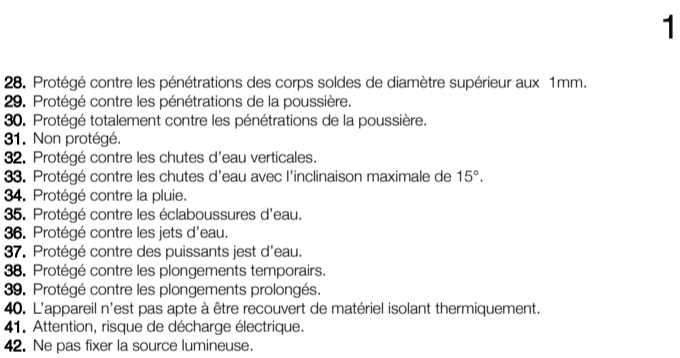 1
28. Protégé contre les pénétrations des corps soldes de diamètre supérieur aux 1mm.
29. Protégé contre les pénétrations de la poussière.
30. Protégé totalement contre les pénétrations de la poussière.
31. Non protégé.
32. Protégé contre les chutes d'eau verticales.
33. Protégé contre les chutes d'eau avec l'inclinaison maximale de 15°.
34. Protégé contre la pluie.
35. Protégé contre les éclaboussures d'eau.
36. Protégé contre les jets d'eau.
37. Protégé contre des puissants jest d'eau.
38. Protégé contre les plongements temporairs.
39. Protégé contre les plongements prolongés.
40. L'appareil n'est pas apte à être recouvert de matériel isolant thermiquement.
41. Attention, risque de décharge électrique.
42. Ne pas fixer la source lumineuse.